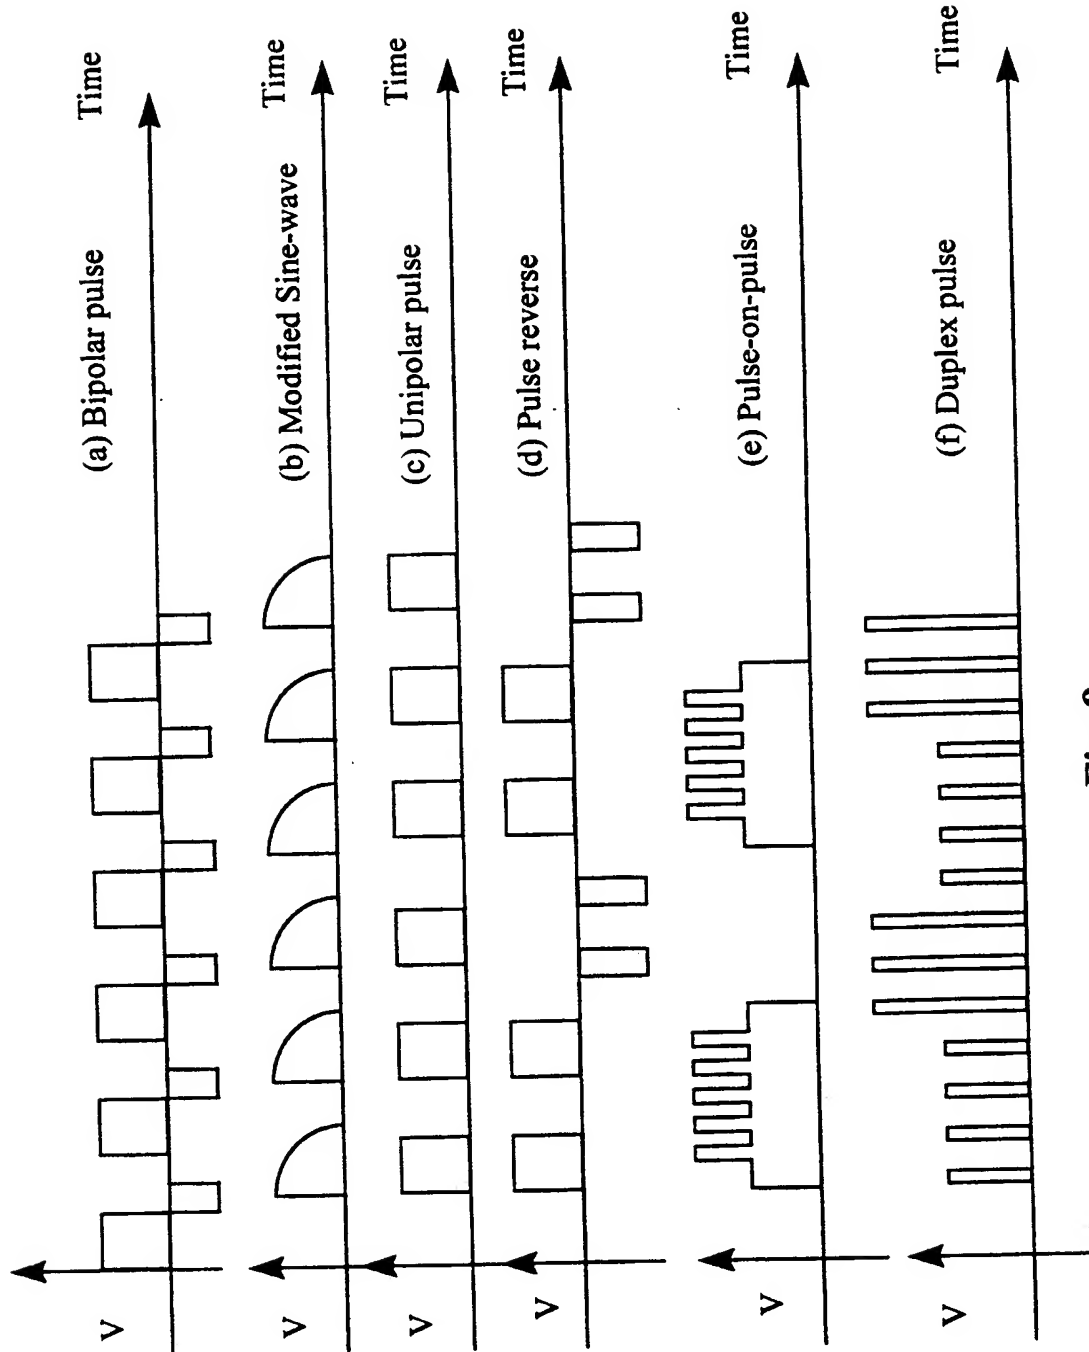 V
(a) Bipolar pulse
Time
V
(b) Modified Sine-wave
Time
V
(c) Unipolar pulse
Time
(d) Pulse reverse
Time
V
(e) Pulse-on-pulse
Time
V
(f) Duplex pulse
Time